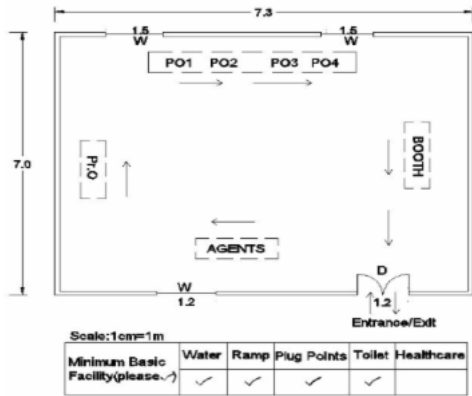 7.3
1.5
W
1.5
W
PO1 PO2 PO3 PO4
7.0
Pr.O
BOOTH
AGENTS
W
1.2
D
1.2
Entrance/Exit
Scale:1cm=1m
Minimum Basic Facility(please ✓) Water Ramp Plug Points Toilet Healthcare
✓ ✓ ✓ ✓